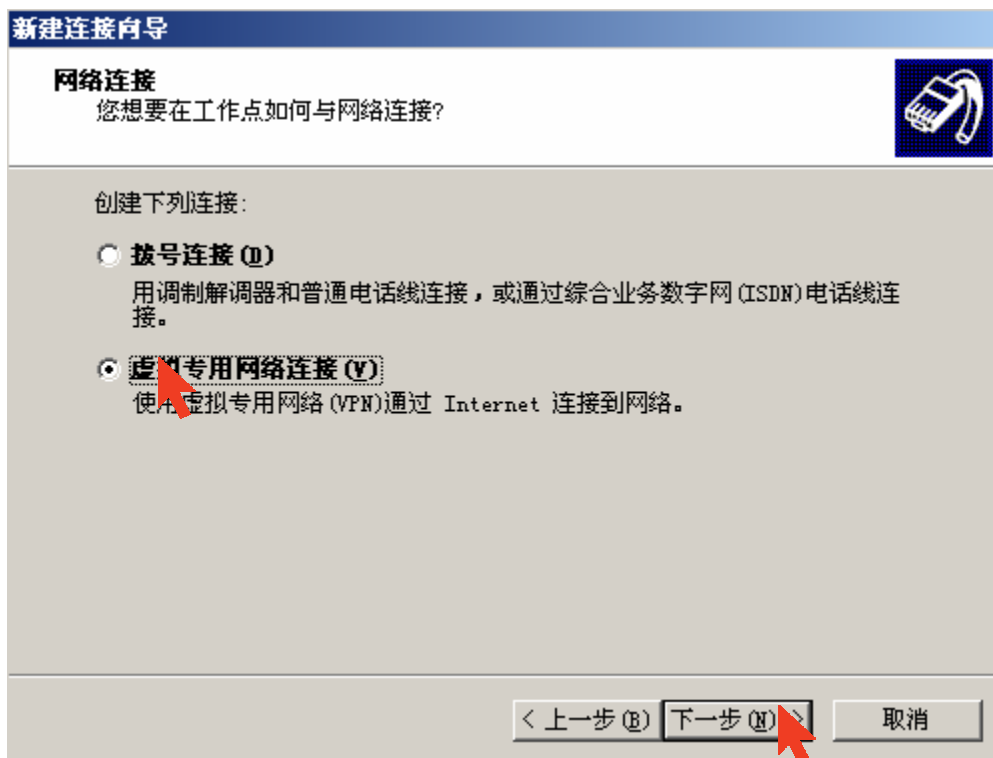 新建连接向导
网络连接
您想要在工作点如何与网络连接?
创建下列连接:
拨号连接(D)
用调制解调器和普通电话线连接，或通过综合业务数字网(ISDN)电话线连
接。
虚拟专用网络连接(V)
使用虚拟专用网络(VPN)通过 Internet 连接到网络。
< 上一步(B) 下一步(N) > 取消